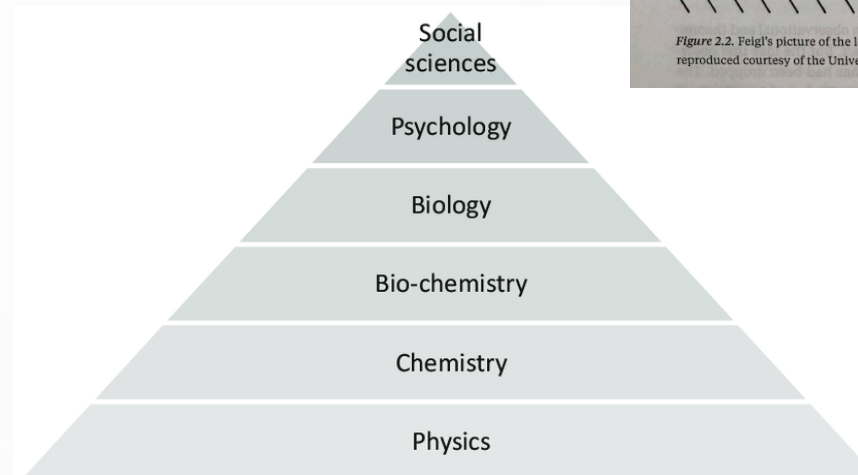 Social
sciences
Figure 2.2. Feigl's picture of the l
reproduced courtesy of the Unive
Psychology
Biology
Bio-chemistry
Chemistry
Physics